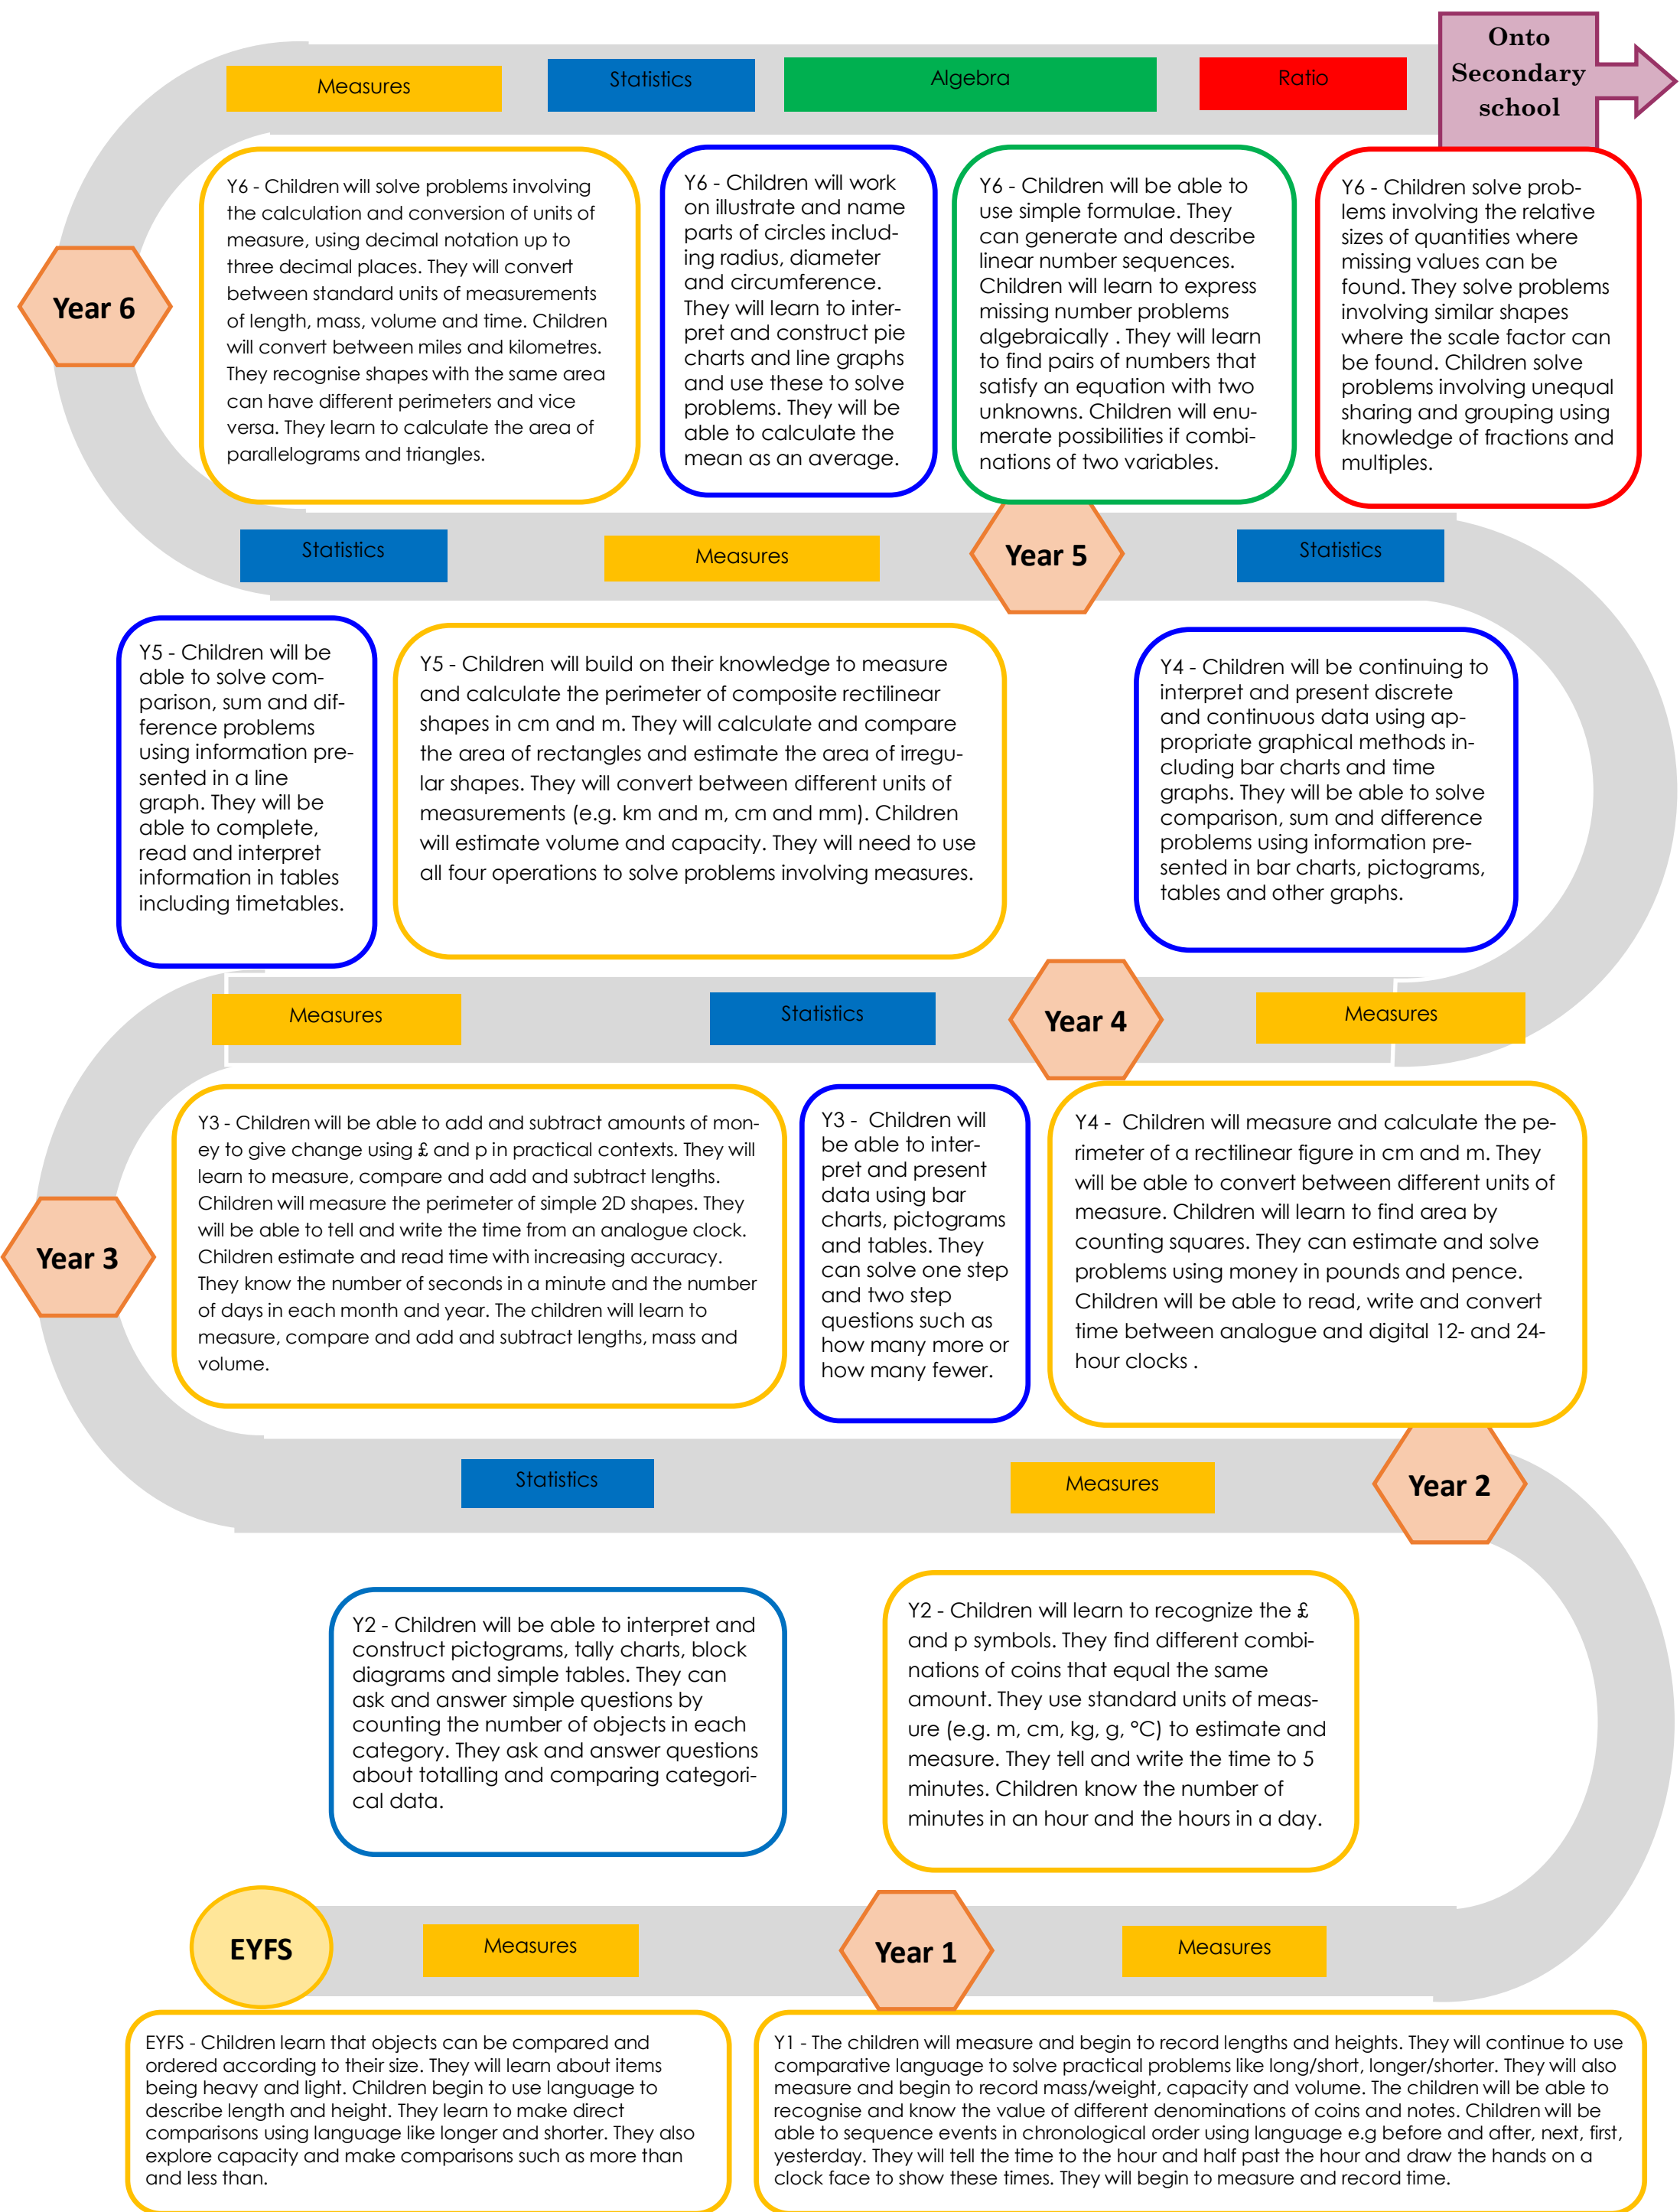 Onto
Secondary
school
Measures
Statistics
Algebra
Ratio
Year 6
Y6 - Children will solve problems involving
the calculation and conversion of units of
measure, using decimal notation up to
three decimal places. They will convert
between standard units of measurements
of length, mass, volume and time. Children
will convert between miles and kilometres.
They recognise shapes with the same area
can have different perimeters and vice
versa. They learn to calculate the area of
parallelograms and triangles.
Y6 - Children will work
on illustrate and name
parts of circles includ-
ing radius, diameter
and circumference.
They will learn to inter-
pret and construct pie
charts and line graphs
and use these to solve
problems. They will be
able to calculate the
mean as an average.
Y6 - Children will be able to
use simple formulae. They
can generate and describe
linear number sequences.
Children will learn to express
missing number problems
algebraically . They will learn
to find pairs of numbers that
satisfy an equation with two
unknowns. Children will enu-
merate possibilities if combi-
nations of two variables.
Y6 - Children solve prob-
lems involving the relative
sizes of quantities where
missing values can be
found. They solve problems
involving similar shapes
where the scale factor can
be found. Children solve
problems involving unequal
sharing and grouping using
knowledge of fractions and
multiples.
Statistics
Measures
Year 5
Statistics
Y5 - Children will be
able to solve com-
parison, sum and dif-
ference problems
using information pre-
sented in a line
graph. They will be
able to complete,
read and interpret
information in tables
including timetables.
Y5 - Children will build on their knowledge to measure
and calculate the perimeter of composite rectilinear
shapes in cm and m. They will calculate and compare
the area of rectangles and estimate the area of irregu-
lar shapes. They will convert between different units of
measurements (e.g. km and m, cm and mm). Children
will estimate volume and capacity. They will need to use
all four operations to solve problems involving measures.
Y4 - Children will be continuing to
interpret and present discrete
and continuous data using ap-
propriate graphical methods in-
cluding bar charts and time
graphs. They will be able to solve
comparison, sum and difference
problems using information pre-
sented in bar charts, pictograms,
tables and other graphs.
Measures
Statistics
Year 4
Measures
Year 3
Y3 - Children will be able to add and subtract amounts of mon-
ey to give change using £ and p in practical contexts. They will
learn to measure, compare and add and subtract lengths.
Children will measure the perimeter of simple 2D shapes. They
will be able to tell and write the time from an analogue clock.
Children estimate and read time with increasing accuracy.
They know the number of seconds in a minute and the number
of days in each month and year. The children will learn to
measure, compare and add and subtract lengths, mass and
volume.
Y3 -  Children will
be able to inter-
pret and present
data using bar
charts, pictograms
and tables. They
can solve one step
and two step
questions such as
how many more or
how many fewer.
Y4 -  Children will measure and calculate the pe-
rimeter of a rectilinear figure in cm and m. They
will be able to convert between different units of
measure. Children will learn to find area by
counting squares. They can estimate and solve
problems using money in pounds and pence.
Children will be able to read, write and convert
time between analogue and digital 12- and 24-
hour clocks .
Statistics
Measures
Year 2
Y2 - Children will be able to interpret and
construct pictograms, tally charts, block
diagrams and simple tables. They can
ask and answer simple questions by
counting the number of objects in each
category. They ask and answer questions
about totalling and comparing categori-
cal data.
Y2 - Children will learn to recognize the £
and p symbols. They find different combi-
nations of coins that equal the same
amount. They use standard units of meas-
ure (e.g. m, cm, kg, g, °C) to estimate and
measure. They tell and write the time to 5
minutes. Children know the number of
minutes in an hour and the hours in a day.
EYFS
Measures
Year 1
Measures
EYFS - Children learn that objects can be compared and
ordered according to their size. They will learn about items
being heavy and light. Children begin to use language to
describe length and height. They learn to make direct
comparisons using language like longer and shorter. They also
explore capacity and make comparisons such as more than
and less than.
Y1 - The children will measure and begin to record lengths and heights. They will continue to use
comparative language to solve practical problems like long/short, longer/shorter. They will also
measure and begin to record mass/weight, capacity and volume. The children will be able to
recognise and know the value of different denominations of coins and notes. Children will be
able to sequence events in chronological order using language e.g before and after, next, first,
yesterday. They will tell the time to the hour and half past the hour and draw the hands on a
clock face to show these times. They will begin to measure and record time.